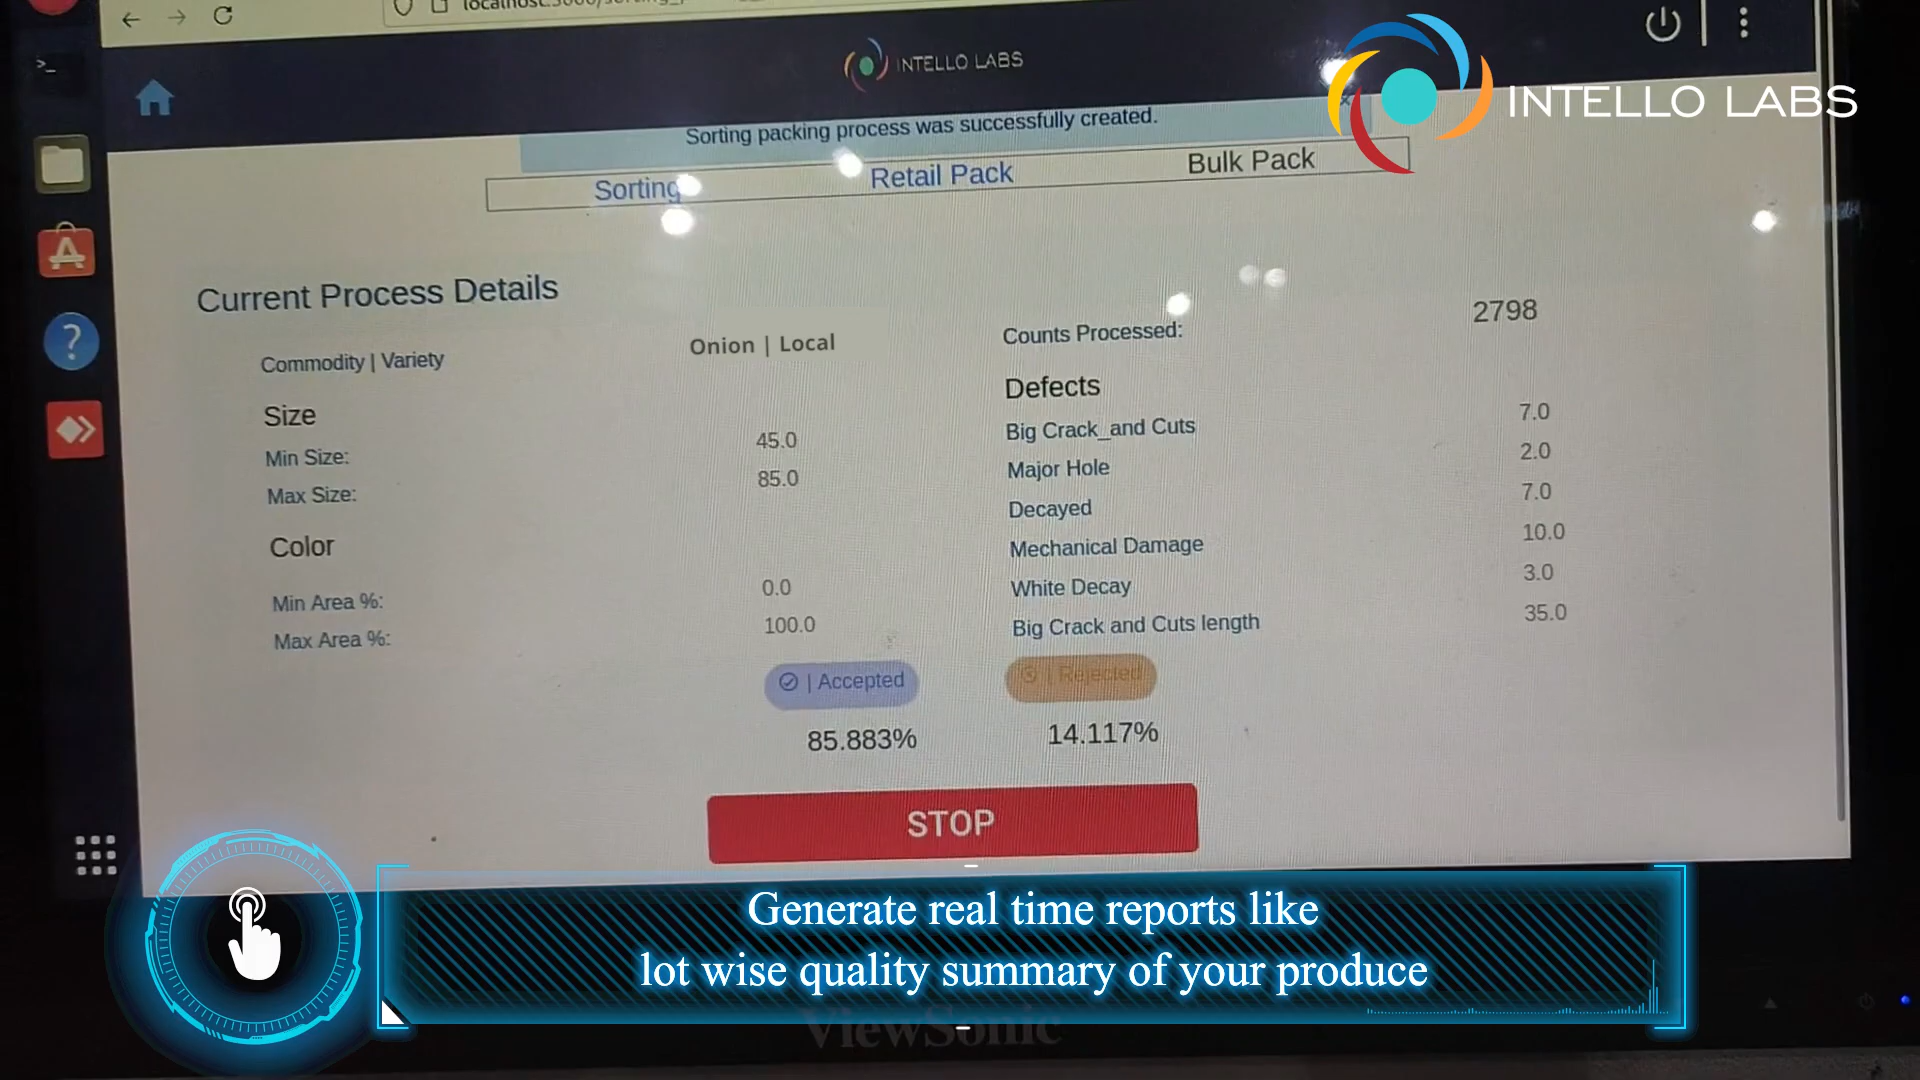 INTELLO LABS
INTELLO LABS
Sorting packing process was successfully created.
Sorting Retail Pack Bulk Pack
Current Process Details
Commodity | Variety Onion | Local
Size
Min Size: 45.0
Max Size: 85.0
Color
Min Area %: 0.0
Max Area %: 100.0
Counts Processed: 2798
Defects
Big Crack_and Cuts 7.0
Major Hole 2.0
Decayed 7.0
Mechanical Damage 10.0
White Decay 3.0
Big Crack and Cuts length 35.0
| Accepted | Rejected
85.883% 14.117%
STOP
Generate real time reports like
lot wise quality summary of your produce
ViewSonic